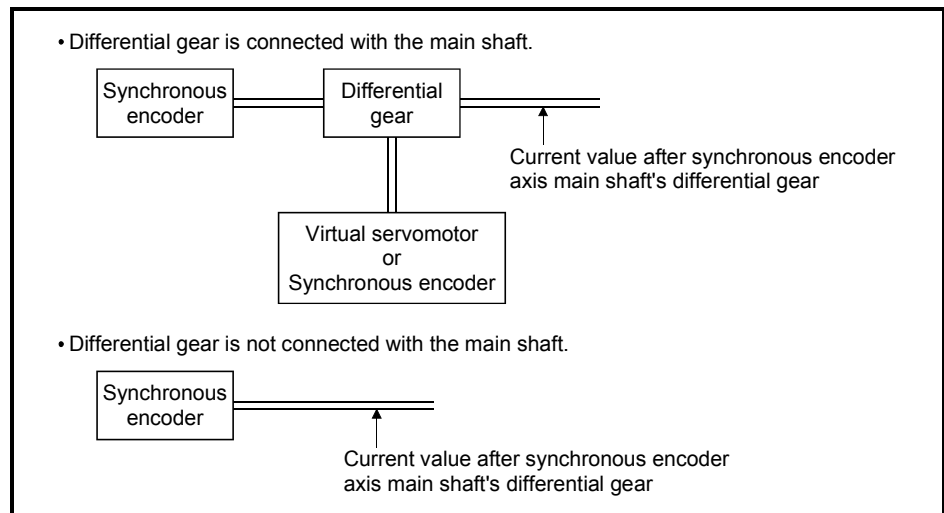 • Differential gear is connected with the main shaft.
Synchronous
encoder
Differential
gear
Current value after synchronous encoder
axis main shaft's differential gear
Virtual servomotor
or
Synchronous encoder
• Differential gear is not connected with the main shaft.
Synchronous
encoder
Current value after synchronous encoder
axis main shaft's differential gear